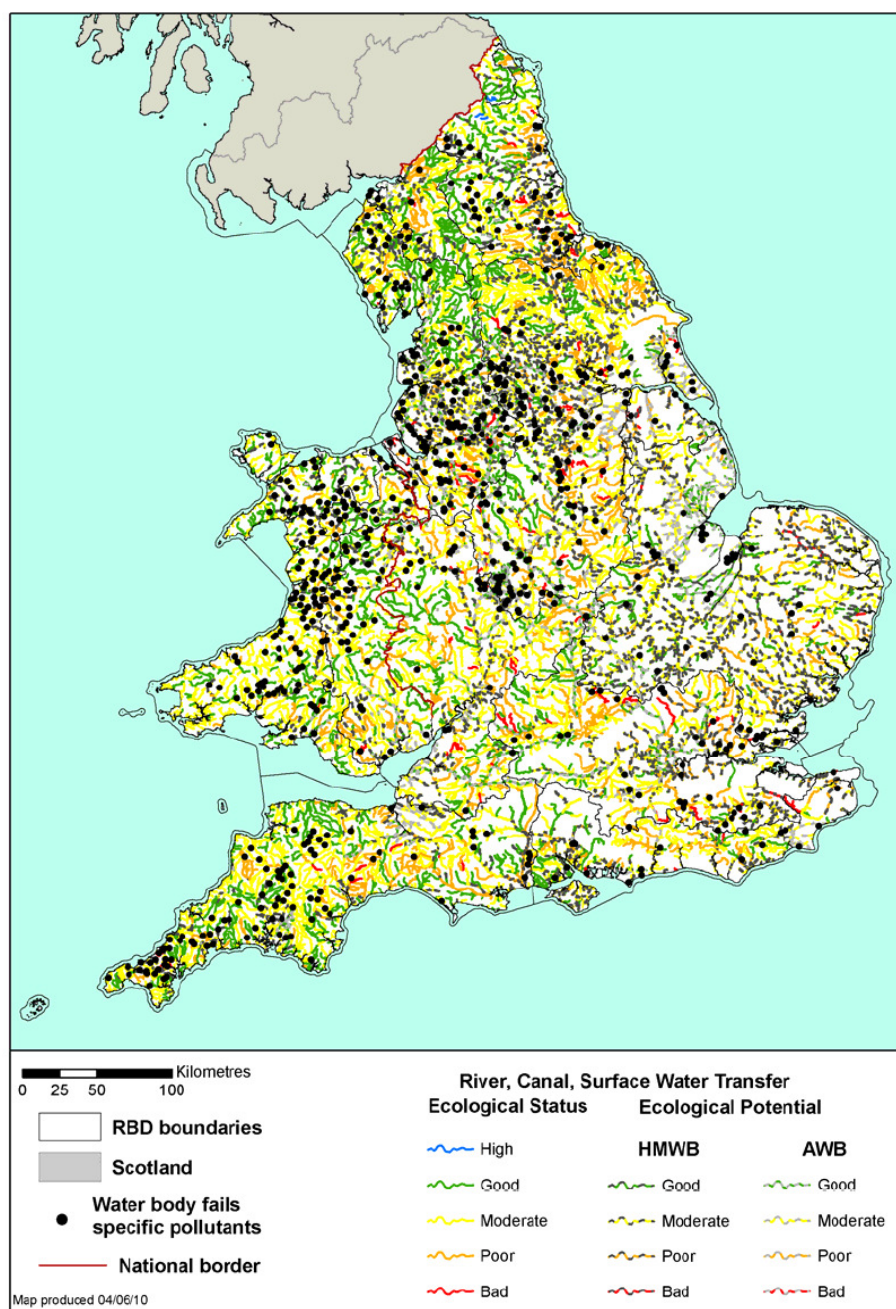 Kilometres
0 25 50 100
RBD boundaries
Scotland
Water body fails
specific pollutants
National border
Map produced 04/06/10
River, Canal, Surface Water Transfer
Ecological Status Ecological Potential
HMWB AWB
High
Good Good Good
Moderate Moderate Moderate
Poor Poor Poor
Bad Bad Bad